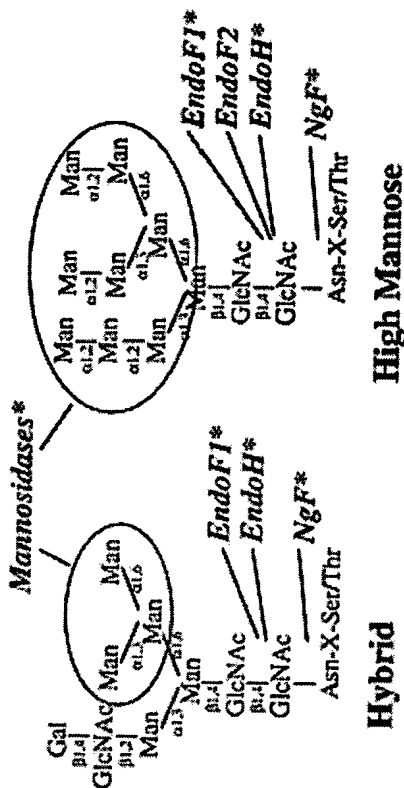 Mannosidases*
Gal
β1,4
GlcNAc
β1,2
Man
α1,3
Man
Man
α1,3
α1,6
Man
α1,6
Man
β1,4
GlcNAc
β1,4
GlcNAc
Asn-X-Ser/Thr
EndoF1*
EndoH*
NgF*
Hybrid
Man
Man
Man
α1,2
α1,2
α1,2
Man
Man
Man
α1,2
α1,3
α1,6
Man
Man
α1,3
α1,6
Man
β1,4
GlcNAc
β1,4
GlcNAc
Asn-X-Ser/Thr
EndoF1*
EndoF2
EndoH*
NgF*
High Mannose